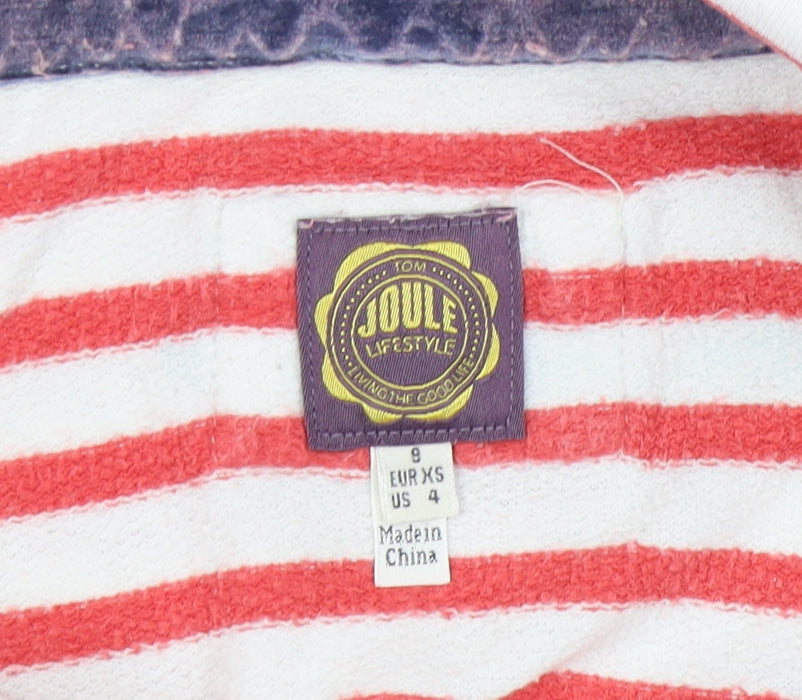 TOM
JOULE
LIFESTYLE
LIVING THE GOOD LIFE
8
EUR XS
US 4
Made in
China